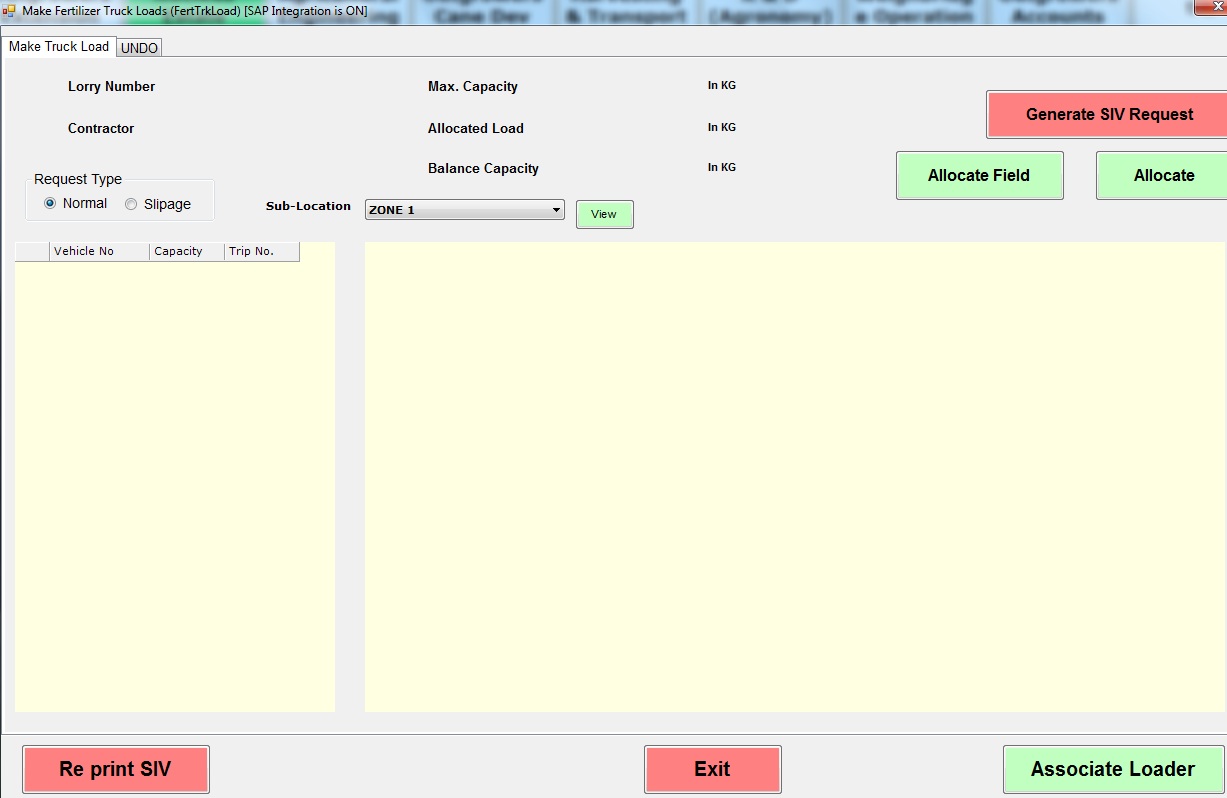 Make Fertilizer Truck Loads (FertTrkLoad) [SAP Integration is ON]
Cane Dev & Transport (Agronomy) e Operation Accounts
Make Truck Load UNDO
Lorry Number Max. Capacity In KG
Generate SIV Request
Contractor Allocated Load In KG
Balance Capacity In KG
Allocate Field Allocate
Request Type
Normal Slipage
Sub-Location ZONE 1 View
Vehicle No Capacity Trip No.
Re print SIV Exit Associate Loader